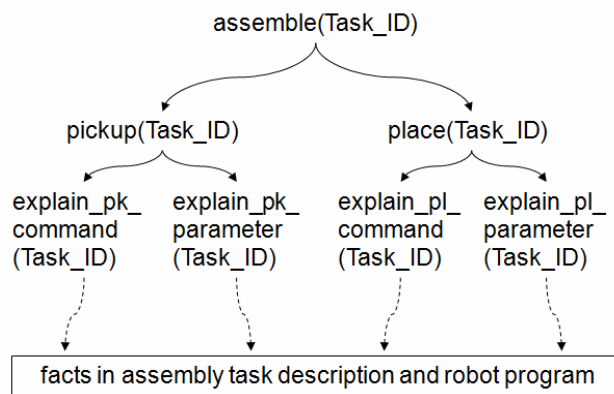 assemble(Task_ID)
pickup(Task_ID)
place(Task_ID)
explain_pk_
command
(Task_ID)
explain_pk_
parameter
(Task_ID)
explain_pl_
command
(Task_ID)
explain_pl_
parameter
(Task_ID)
facts in assembly task description and robot program